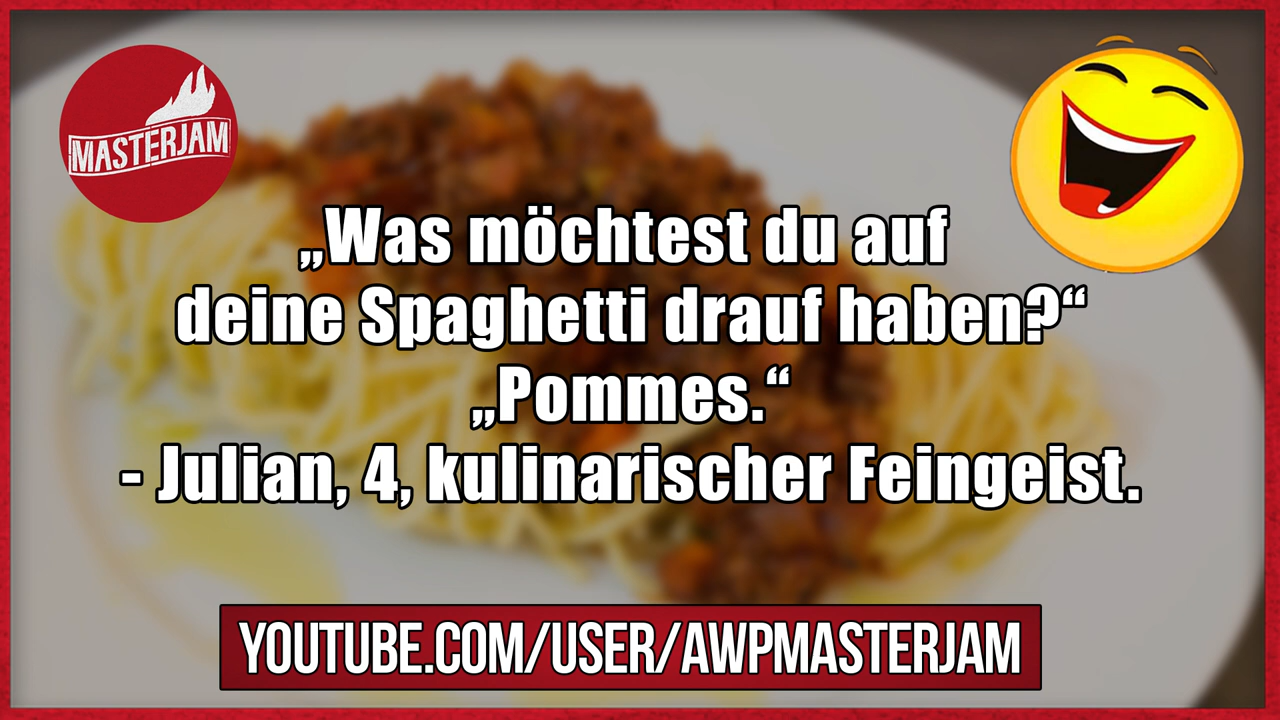 MASTERJAM
„Was möchtest du auf
deine Spaghetti drauf haben?“
„Pommes.“
- Julian, 4, kulinarischer Feingeist.
YOUTUBE.COM/USER/AWPMASTERJAM